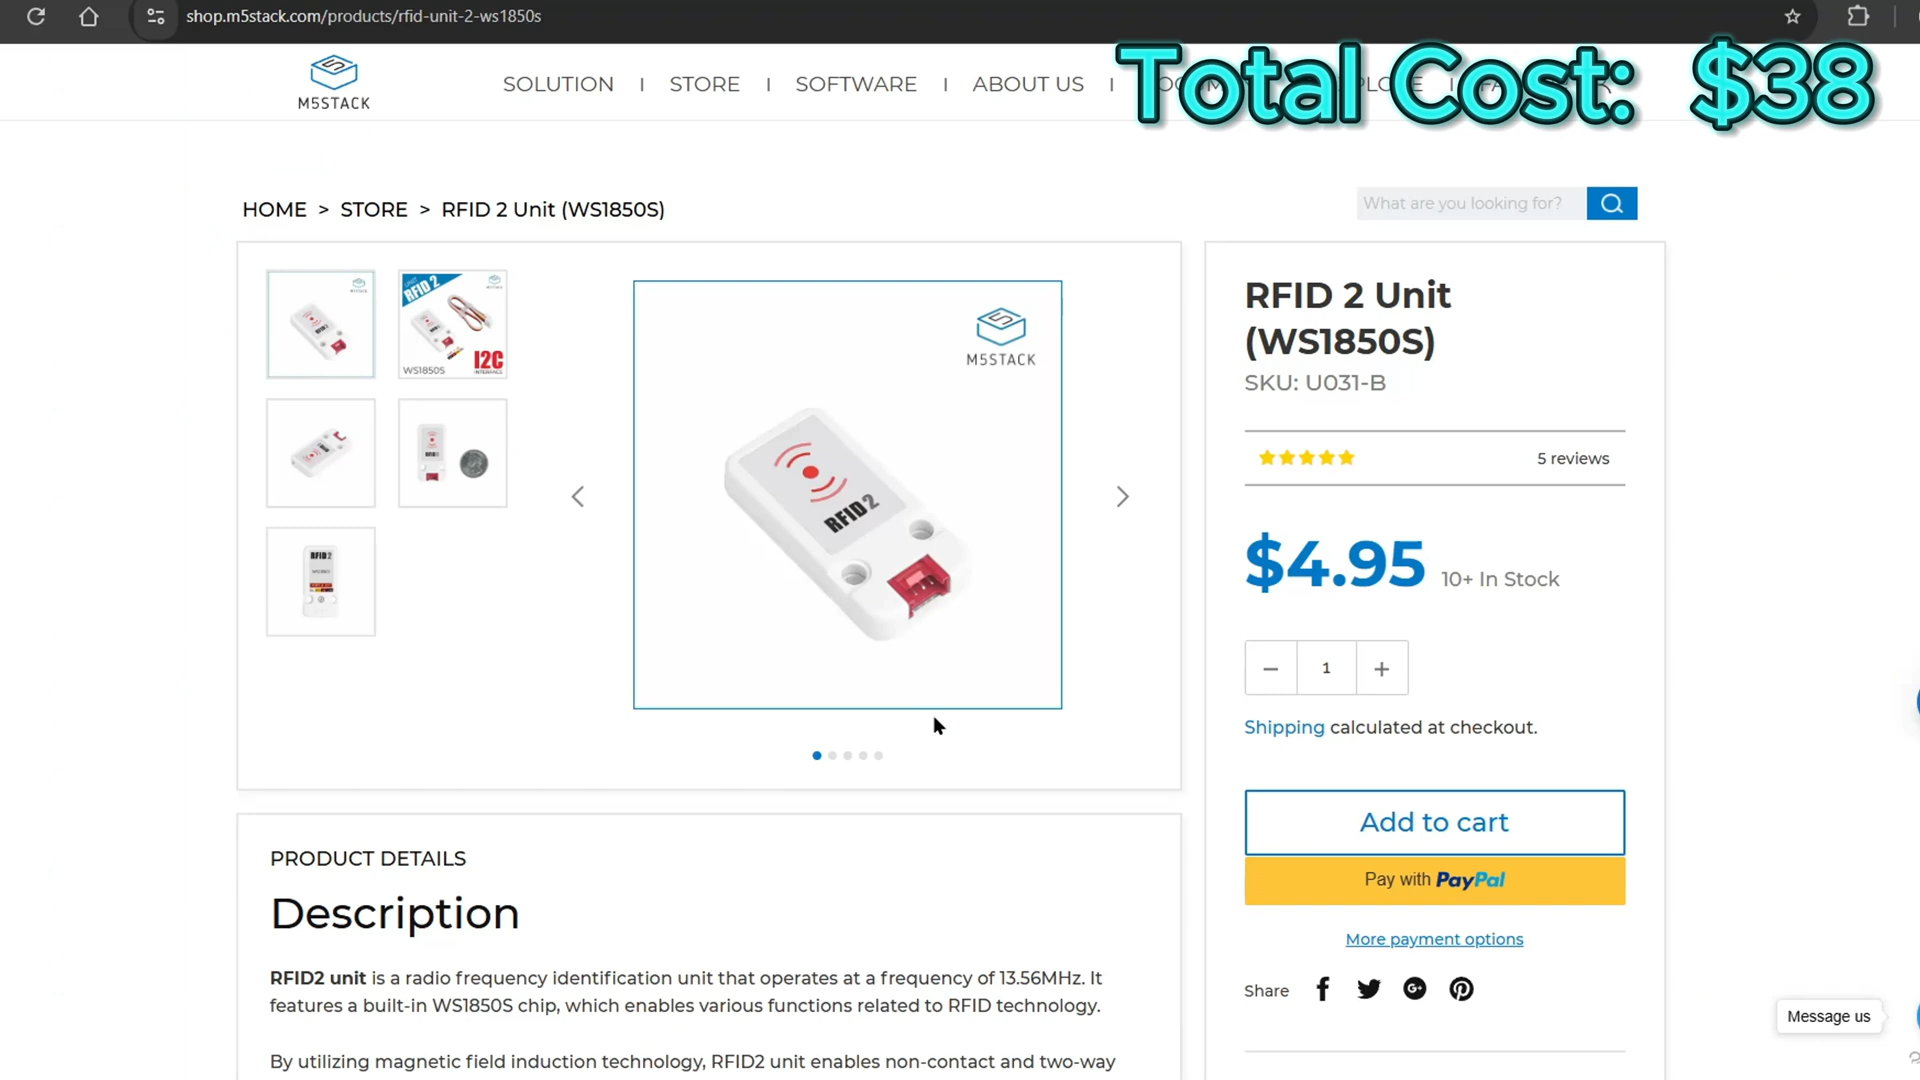 shop.m5stack.com/products/rfid-unit-2-ws1850s
Total Cost: $38
M5STACK
SOLUTION
STORE
SOFTWARE
ABOUT US
HOME > STORE > RFID 2 Unit (WS1850S)
What are you looking for?
UNIT
RFID 2
WS1850S
I2C
INTERFACE
M5STACK
RFID2
RFID2
RFID 2 Unit
(WS1850S)
SKU: U031-B
5 reviews
$4.95 10+ In Stock
1
Shipping calculated at checkout.
Add to cart
Pay with PayPal
More payment options
Share
Message us
PRODUCT DETAILS
Description
RFID2 unit is a radio frequency identification unit that operates at a frequency of 13.56MHz. It
features a built-in WS1850S chip, which enables various functions related to RFID technology.
By utilizing magnetic field induction technology, RFID2 unit enables non-contact and two-way